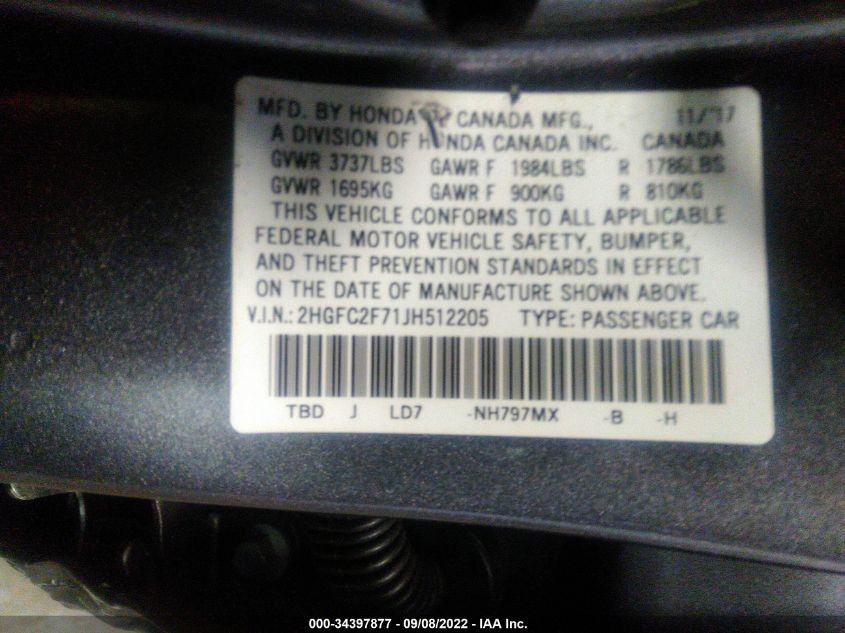 MFD. BY HONDA OF CANADA MFG., 11/17
A DIVISION OF HONDA CANADA INC. CANADA
GVWR 3737LBS GAWR F 1984LBS R 1786LBS
GVWR 1695KG GAWR F 900KG R 810KG
THIS VEHICLE CONFORMS TO ALL APPLICABLE
FEDERAL MOTOR VEHICLE SAFETY, BUMPER,
AND THEFT PREVENTION STANDARDS IN EFFECT
ON THE DATE OF MANUFACTURE SHOWN ABOVE.
V.I.N.: 2HGFC2F71JH512205 TYPE: PASSENGER CAR
TBD J LD7 -NH797MX -B -H
000-34397877 - 09/08/2022 - IAA Inc.